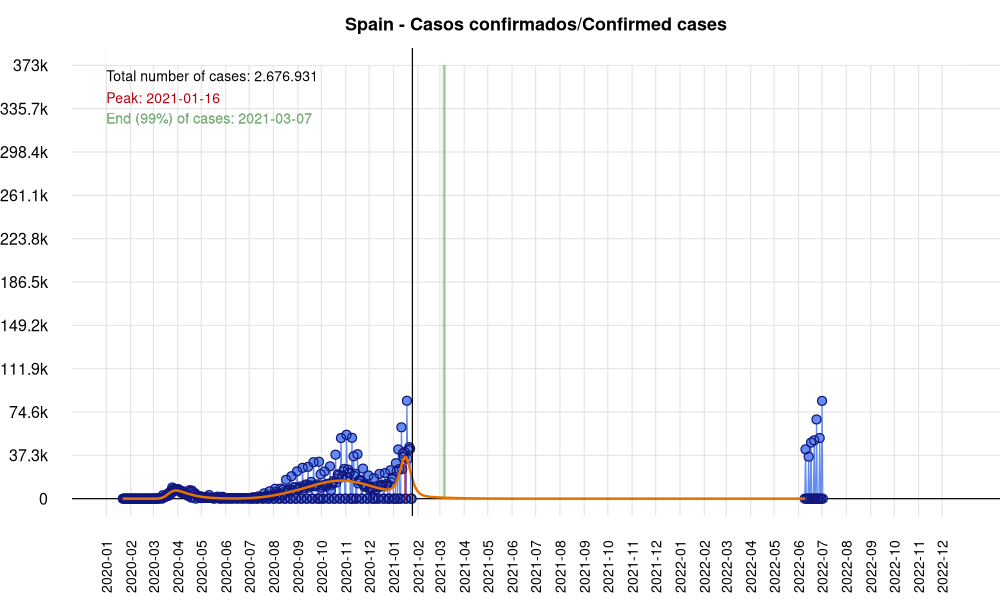 Spain - Casos confirmados/Confirmed cases
Total number of cases: 2.676.931
Peak: 2021-01-16
End (99%) of cases: 2021-03-07
373k
335.7k
298.4k
261.1k
223.8k
186.5k
149.2k
111.9k
74.6k
37.3k
0
2020-01
2020-02
2020-03
2020-04
2020-05
2020-06
2020-07
2020-08
2020-09
2020-10
2020-11
2020-12
2021-01
2021-02
2021-03
2021-04
2021-05
2021-06
2021-07
2021-08
2021-09
2021-10
2021-11
2021-12
2022-01
2022-02
2022-03
2022-04
2022-05
2022-06
2022-07
2022-08
2022-09
2022-10
2022-11
2022-12